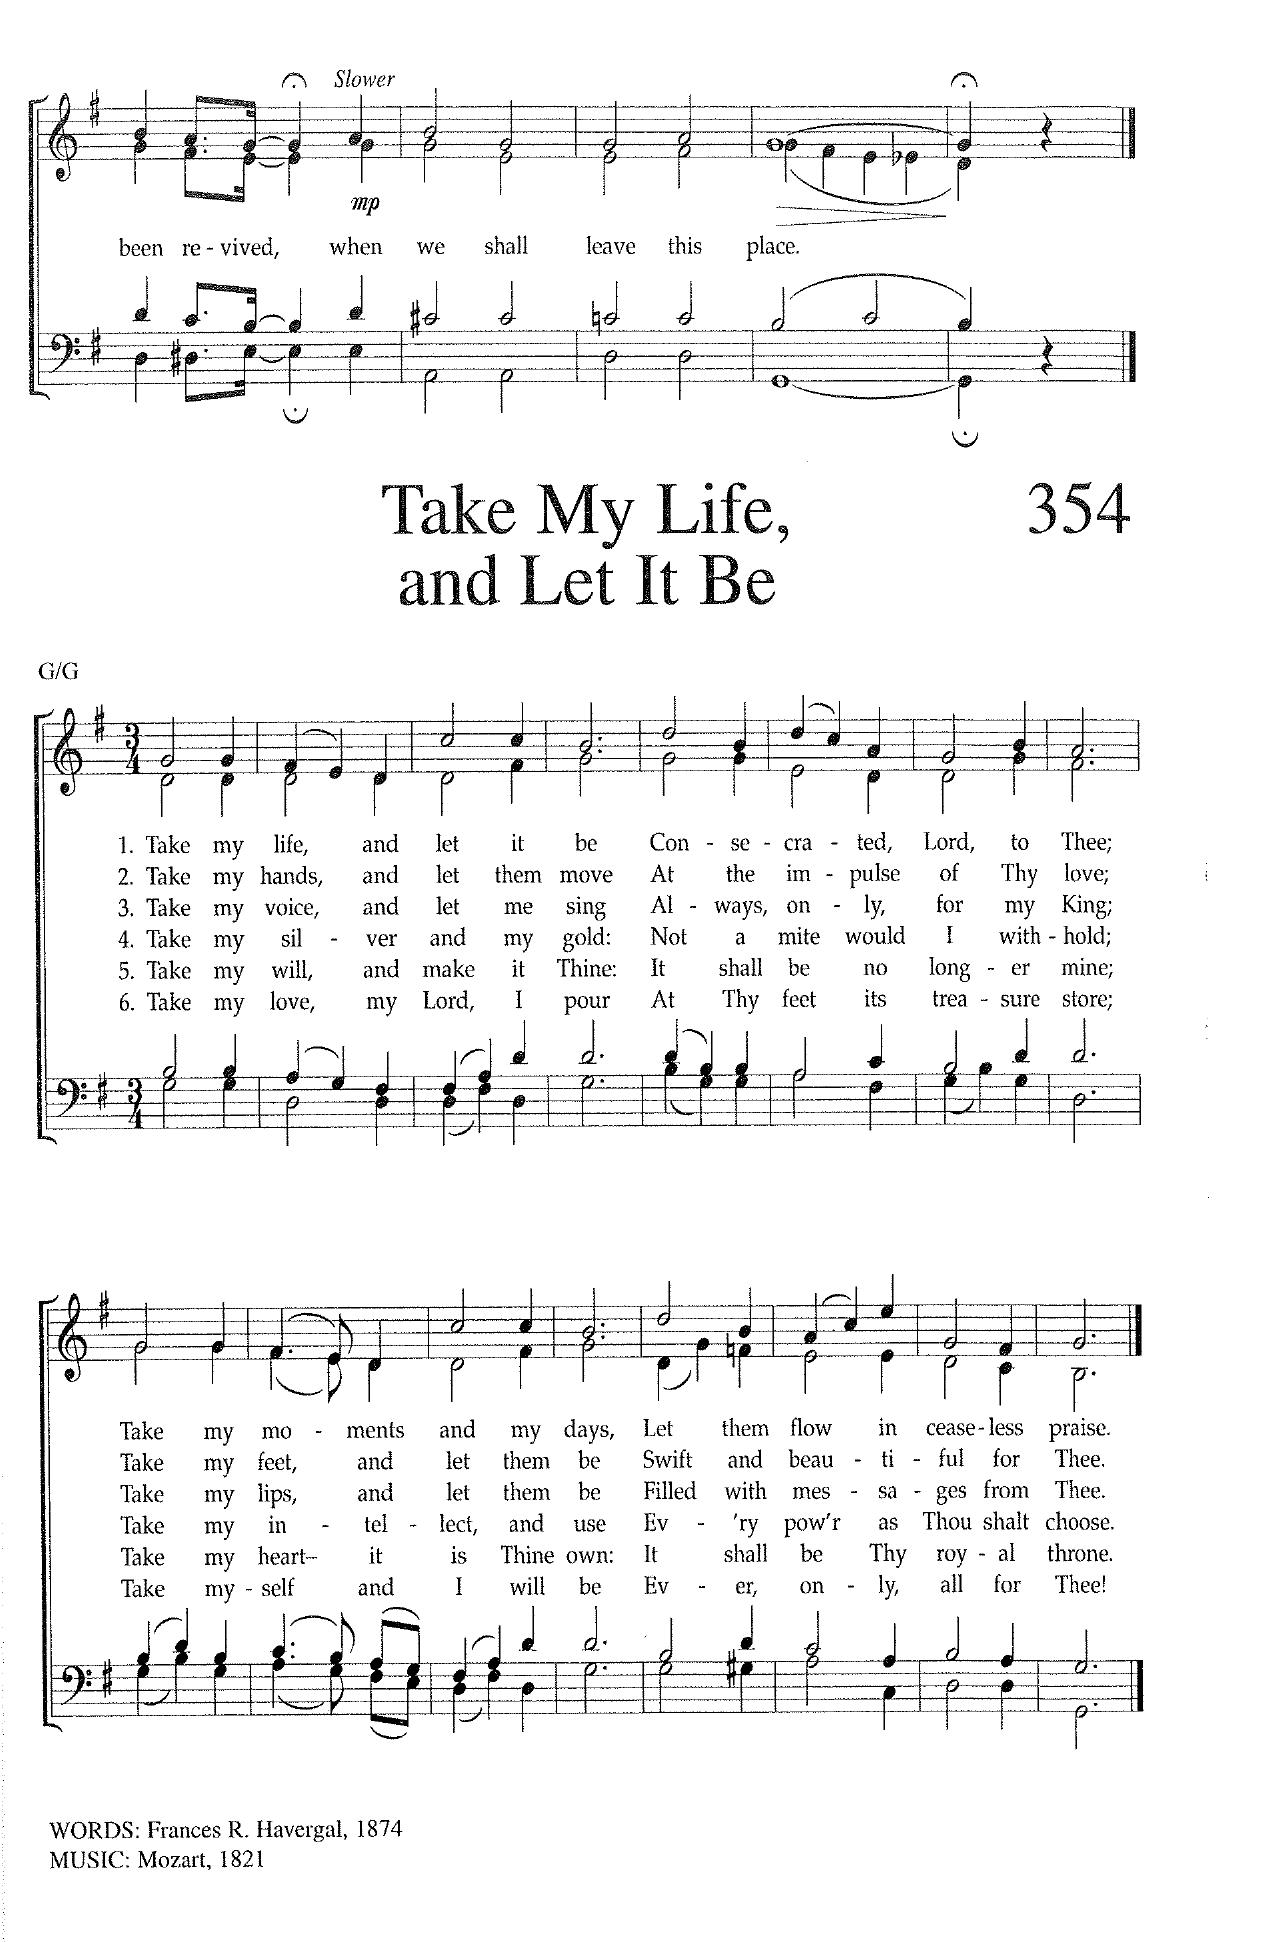 Slower
mp
been re - vived, when we shall leave this place.
Take My Life, 354
and Let It Be
G/G
1. Take my life, and let it be Con - se - cra - ted, Lord, to Thee;
2. Take my hands, and let them move At the im - pulse of Thy love;
3. Take my voice, and let me sing Al - ways, on - ly, for my King;
4. Take my sil - ver and my gold: Not a mite would I with - hold;
5. Take my will, and make it Thine: It shall be no long - er mine;
6. Take my love, my Lord, I pour At Thy feet its trea - sure store;
Take my mo - ments and my days, Let them flow in cease - less praise.
Take my feet, and let them be Swift and beau - ti - ful for Thee.
Take my lips, and let them be Filled with mes - sa - ges from Thee.
Take my in - tel - lect, and use Ev - 'ry pow'r as Thou shalt choose.
Take my heart– it is Thine own: It shall be Thy roy - al throne.
Take my - self and I will be Ev - er, on - ly, all for Thee!
WORDS: Frances R. Havergal, 1874
MUSIC: Mozart, 1821